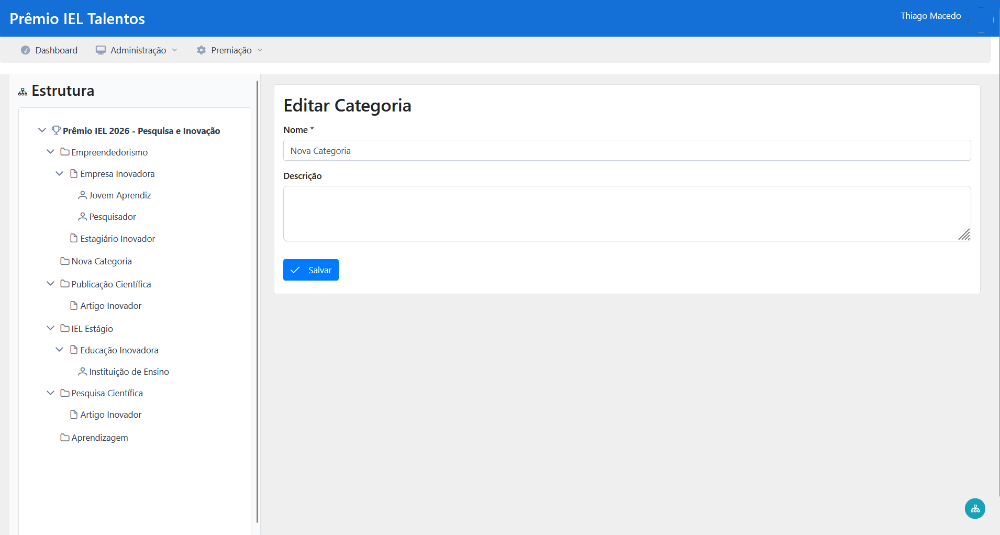 Prêmio IEL Talentos
Thiago Macedo
Dashboard
Administração
Premiação
Estrutura
Prêmio IEL 2026 - Pesquisa e Inovação
Empreendedorismo
Empresa Inovadora
Jovem Aprendiz
Pesquisador
Estagiário Inovador
Nova Categoria
Publicação Científica
Artigo Inovador
IEL Estágio
Educação Inovadora
Instituição de Ensino
Pesquisa Científica
Artigo Inovador
Aprendizagem
Editar Categoria
Nome *
Nova Categoria
Descrição
Salvar